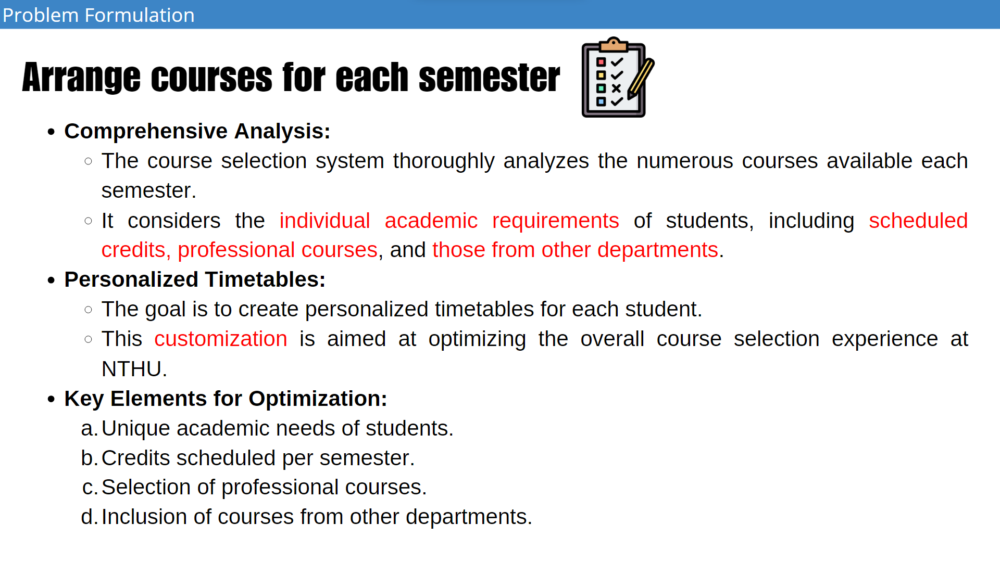 Problem Formulation
Arrange courses for each semester
• Comprehensive Analysis:
○ The course selection system thoroughly analyzes the numerous courses available each
semester.
○ It considers the individual academic requirements of students, including scheduled
credits, professional courses, and those from other departments.
• Personalized Timetables:
○ The goal is to create personalized timetables for each student.
○ This customization is aimed at optimizing the overall course selection experience at
NTHU.
• Key Elements for Optimization:
a. Unique academic needs of students.
b. Credits scheduled per semester.
c. Selection of professional courses.
d. Inclusion of courses from other departments.